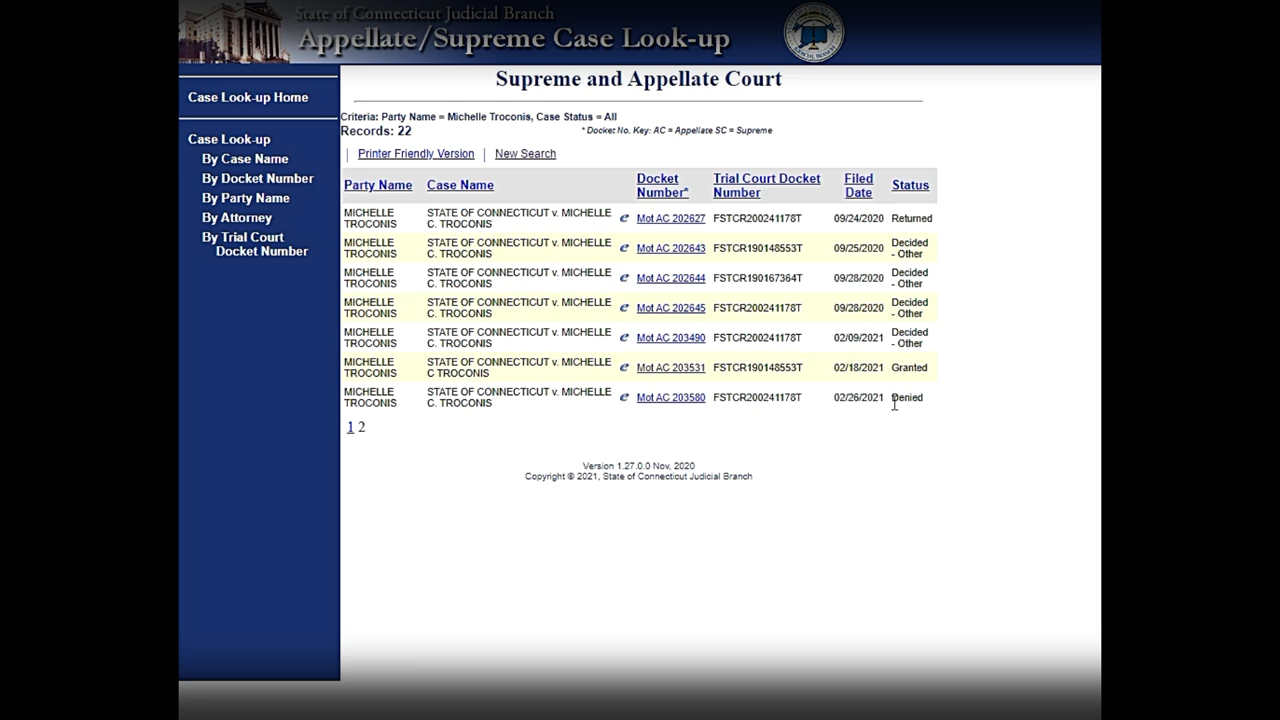 State of Connecticut Judicial Branch
Appellate/Supreme Case Look-up
Case Look-up Home
Case Look-up
By Case Name
By Docket Number
By Party Name
By Attorney
By Trial Court
Docket Number
Supreme and Appellate Court
Criteria: Party Name = Michelle Troconis, Case Status = All
Records: 22
* Docket No. Key: AC = Appellate SC = Supreme
| Printer Friendly Version | New Search
Party Name Case Name Docket Number* Trial Court Docket Number Filed Date Status
MICHELLE TROCONIS STATE OF CONNECTICUT v. MICHELLE C. TROCONIS e Mot AC 202627 FSTCR200241178T 09/24/2020 Returned
MICHELLE TROCONIS STATE OF CONNECTICUT v. MICHELLE C. TROCONIS e Mot AC 202643 FSTCR190148553T 09/25/2020 Decided - Other
MICHELLE TROCONIS STATE OF CONNECTICUT v. MICHELLE C. TROCONIS e Mot AC 202644 FSTCR190167364T 09/28/2020 Decided - Other
MICHELLE TROCONIS STATE OF CONNECTICUT v. MICHELLE C. TROCONIS e Mot AC 202645 FSTCR200241178T 09/28/2020 Decided - Other
MICHELLE TROCONIS STATE OF CONNECTICUT v. MICHELLE C. TROCONIS e Mot AC 203490 FSTCR200241178T 02/09/2021 Decided - Other
MICHELLE TROCONIS STATE OF CONNECTICUT v. MICHELLE C TROCONIS e Mot AC 203531 FSTCR190148553T 02/18/2021 Granted
MICHELLE TROCONIS STATE OF CONNECTICUT v. MICHELLE C. TROCONIS e Mot AC 203580 FSTCR200241178T 02/26/2021 Denied
1 2
Version 1.27.0.0 Nov, 2020
Copyright © 2021, State of Connecticut Judicial Branch